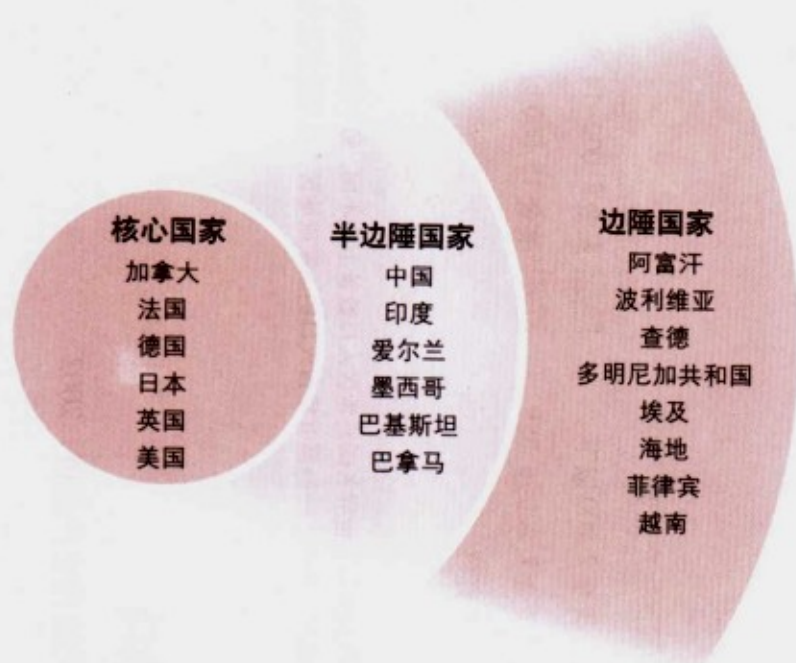 核心国家
加拿大
法国
德国
日本
英国
美国
半边陲国家
中国
印度
爱尔兰
墨西哥
巴基斯坦
巴拿马
边陲国家
阿富汗
波利维亚
查德
多明尼加共和国
埃及
海地
菲律宾
越南